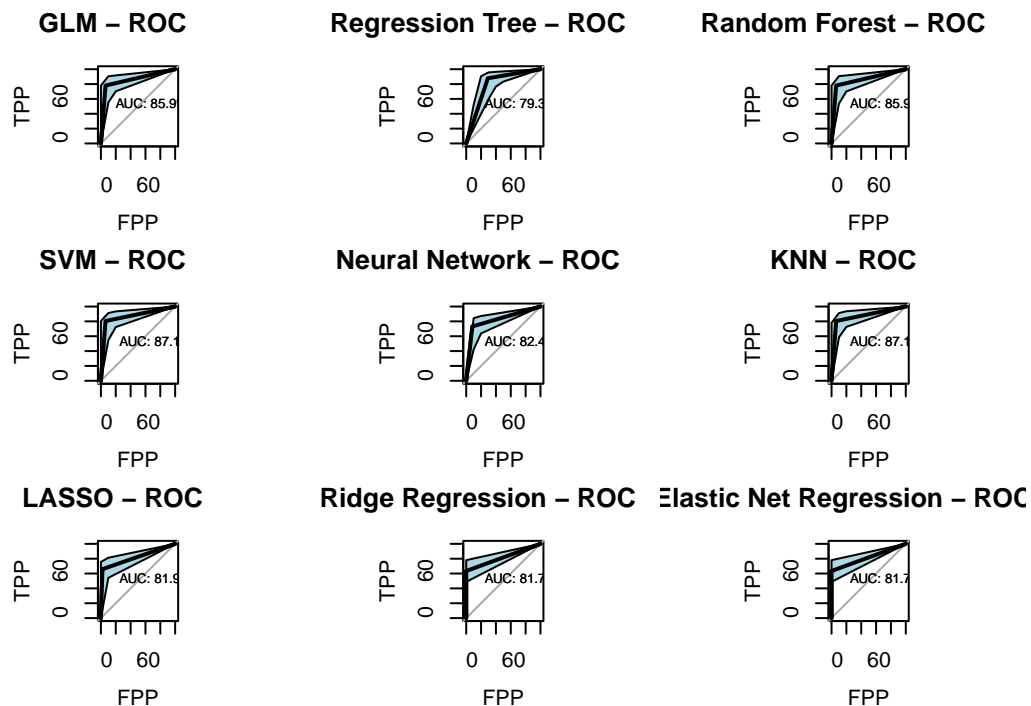 GLM – ROC
TPP
0 60
AUC: 85.9
0 60
FPP
Regression Tree – ROC
TPP
0 60
AUC: 79.3
0 60
FPP
Random Forest – ROC
TPP
0 60
AUC: 85.9
0 60
FPP
SVM – ROC
TPP
0 60
AUC: 87.1
0 60
FPP
Neural Network – ROC
TPP
0 60
AUC: 82.4
0 60
FPP
KNN – ROC
TPP
0 60
AUC: 87.1
0 60
FPP
LASSO – ROC
TPP
0 60
AUC: 81.9
0 60
FPP
Ridge Regression – ROC
TPP
0 60
AUC: 81.7
0 60
FPP
Elastic Net Regression – ROC
TPP
0 60
AUC: 81.7
0 60
FPP